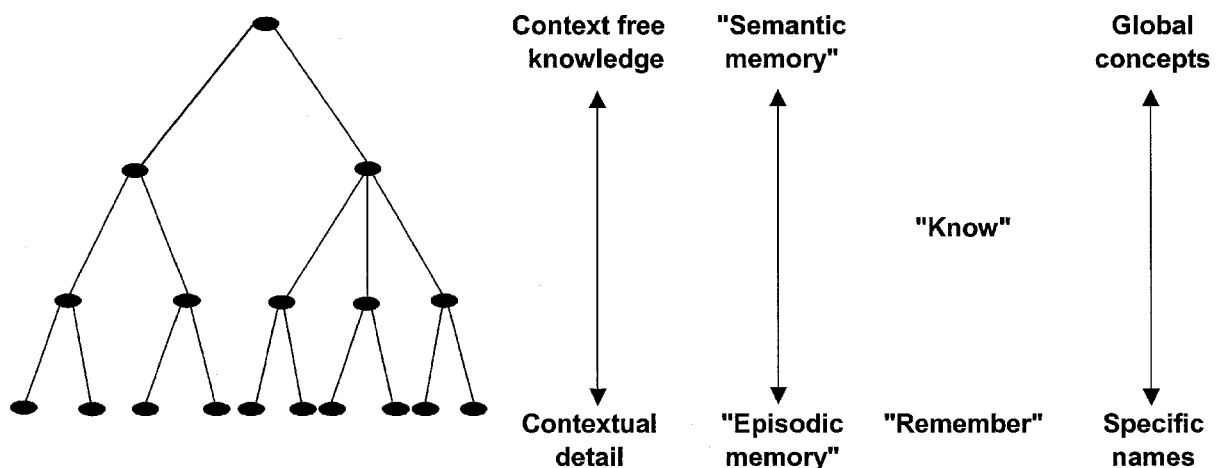 Context free
knowledge
"Semantic
memory"
Global
concepts
"Know"
Contextual
detail
"Episodic
memory"
"Remember"
Specific
names